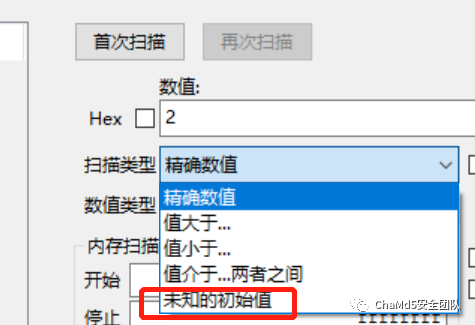 首次扫描 再次扫描
数值:
Hex 2
扫描类型 精确数值
数值类型 精确数值
值大于...
内存扫描 值小于...
开始 值介于...两者之间
未知的初始值
停止
ChaMd5安全团队